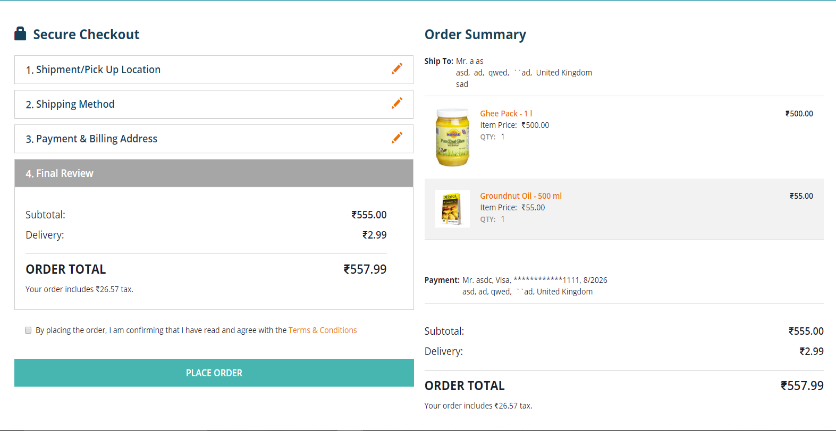 Secure Checkout
1. Shipment/Pick Up Location
2. Shipping Method
3. Payment & Billing Address
4. Final Review
Subtotal: ₹555.00
Delivery: ₹2.99
ORDER TOTAL ₹557.99
Your order includes ₹26.57 tax.
By placing the order, I am confirming that I have read and agree with the Terms & Conditions
PLACE ORDER
Order Summary
Ship To: Mr. a as
asd, ad, qwed, ``ad, United Kingdom
sad
Ghee Pack - 1 l ₹500.00
Item Price: ₹500.00
QTY: 1
Groundnut Oil - 500 ml ₹55.00
Item Price: ₹55.00
QTY: 1
Payment: Mr. asdc, Visa, ************1111, 8/2026
asd, ad, qwed, ``ad, United Kingdom
Subtotal: ₹555.00
Delivery: ₹2.99
ORDER TOTAL ₹557.99
Your order includes ₹26.57 tax.